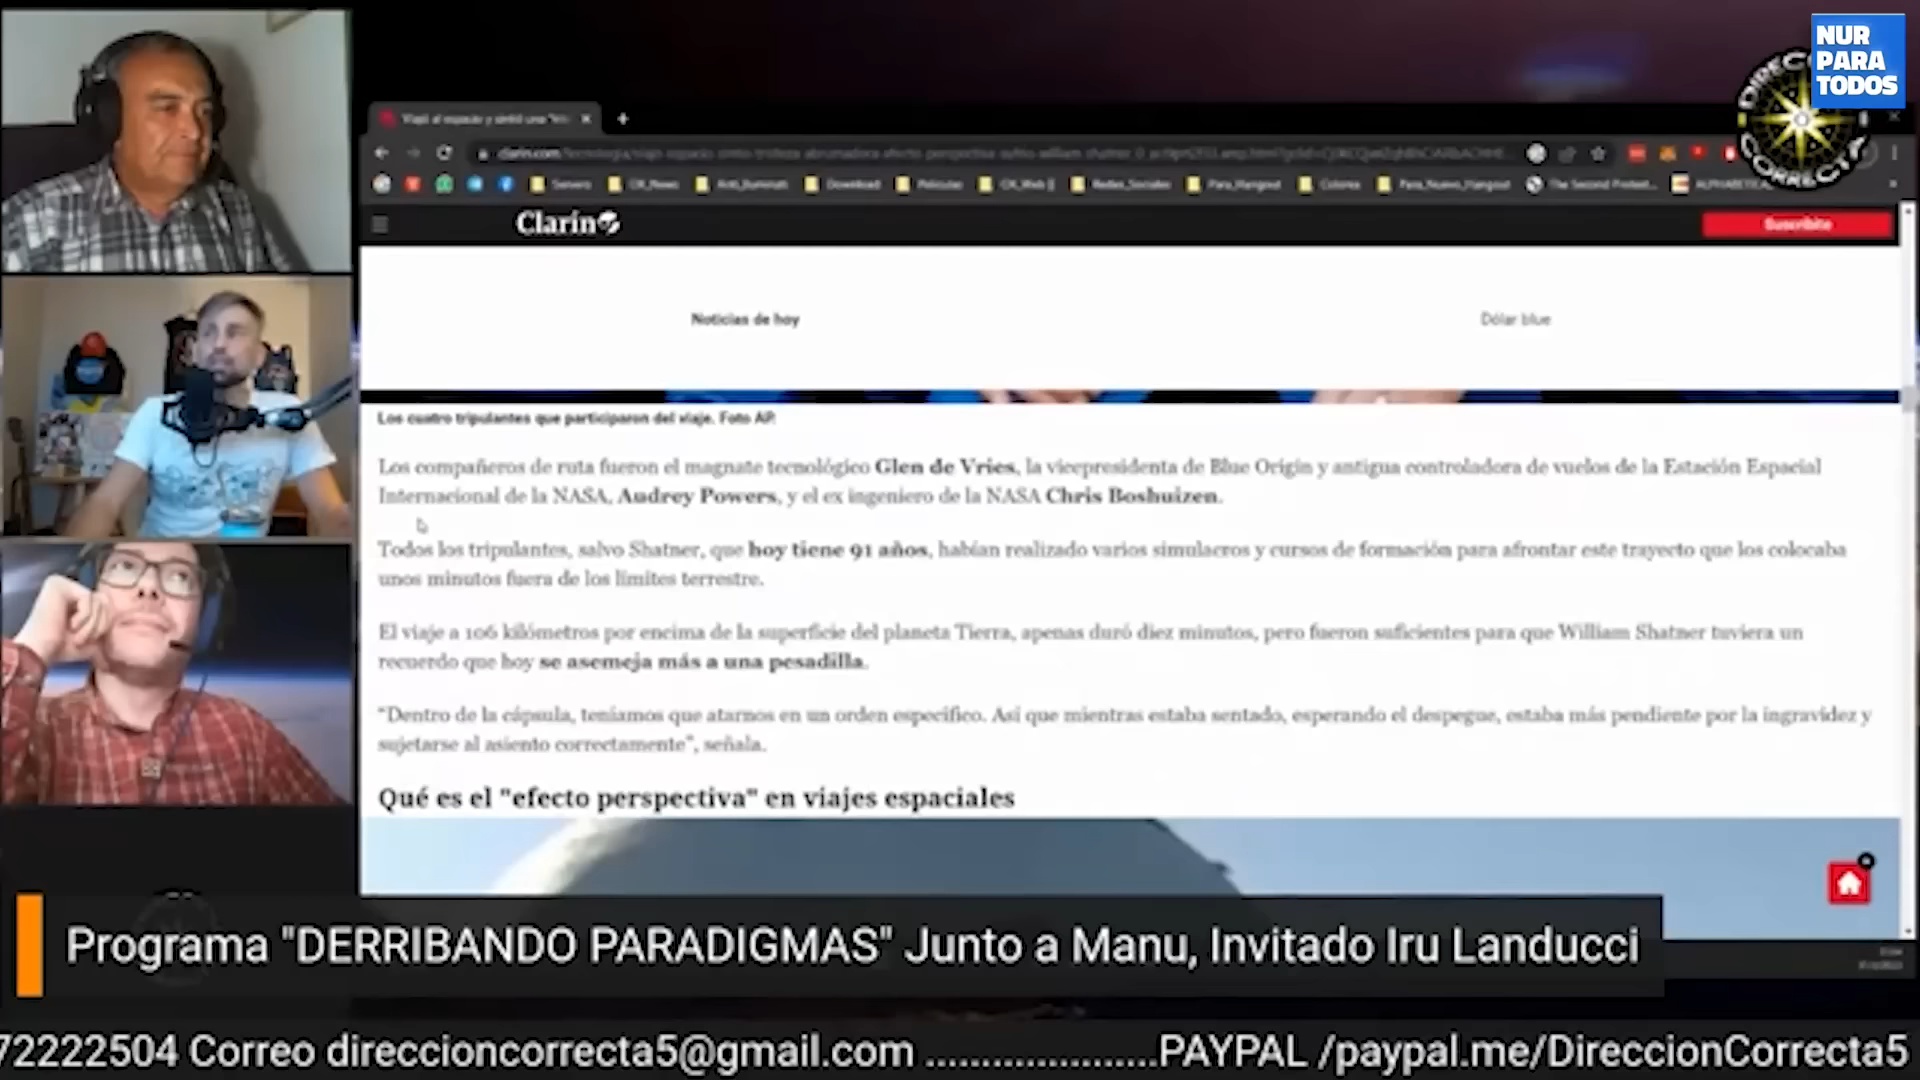 NUR
PARA
TODOS
DIRECCION
CORRECTA
Viajó al espacio y sintió una
Clarín
Suscribite
Noticias de hoy
Dólar blue
Los cuatro tripulantes que participaron del viaje. Foto AP.
Los compañeros de ruta fueron el magnate tecnológico Glen de Vries, la vicepresidenta de Blue Origin y antigua controladora de vuelos de la Estación Espacial
Internacional de la NASA, Audrey Powers, y el ex ingeniero de la NASA Chris Boshuizen.
Todos los tripulantes, salvo Shatner, que hoy tiene 91 años, habían realizado varios simulacros y cursos de formación para afrontar este trayecto que los colocaba
unos minutos fuera de los límites terrestre.
El viaje a 106 kilómetros por encima de la superficie del planeta Tierra, apenas duró diez minutos, pero fueron suficientes para que William Shatner tuviera un
recuerdo que hoy se asemeja más a una pesadilla.
“Dentro de la cápsula, teníamos que atarnos en un orden específico. Así que mientras estaba sentado, esperando el despegue, estaba más pendiente por la ingravidez y
sujetarse al asiento correctamente”, señala.
Qué es el "efecto perspectiva" en viajes espaciales
Programa "DERRIBANDO PARADIGMAS" Junto a Manu, Invitado Iru Landucci
72222504 Correo direccioncorrecta5@gmail.com .....................PAYPAL /paypal.me/DireccionCorrecta5